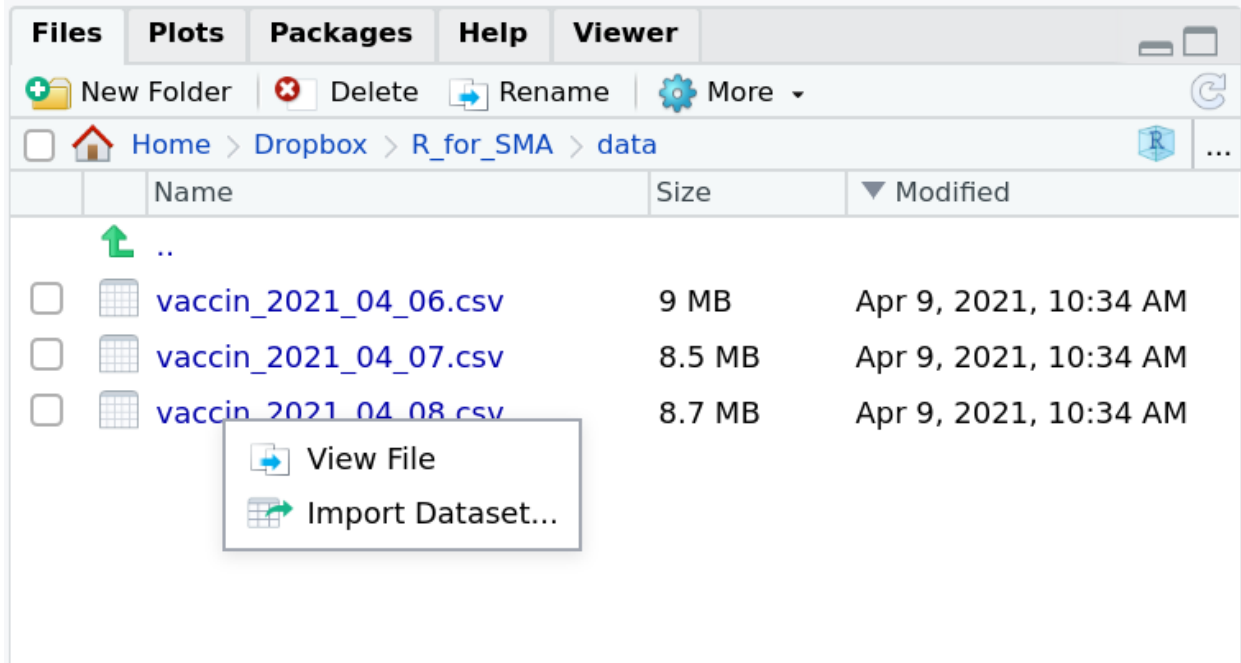 Files Plots Packages Help Viewer
New Folder Delete Rename More
Home > Dropbox > R_for_SMA > data R ...
Name Size Modified
..
vaccin_2021_04_06.csv 9 MB Apr 9, 2021, 10:34 AM
vaccin_2021_04_07.csv 8.5 MB Apr 9, 2021, 10:34 AM
vaccin_2021_04_08.csv 8.7 MB Apr 9, 2021, 10:34 AM
View File
Import Dataset...